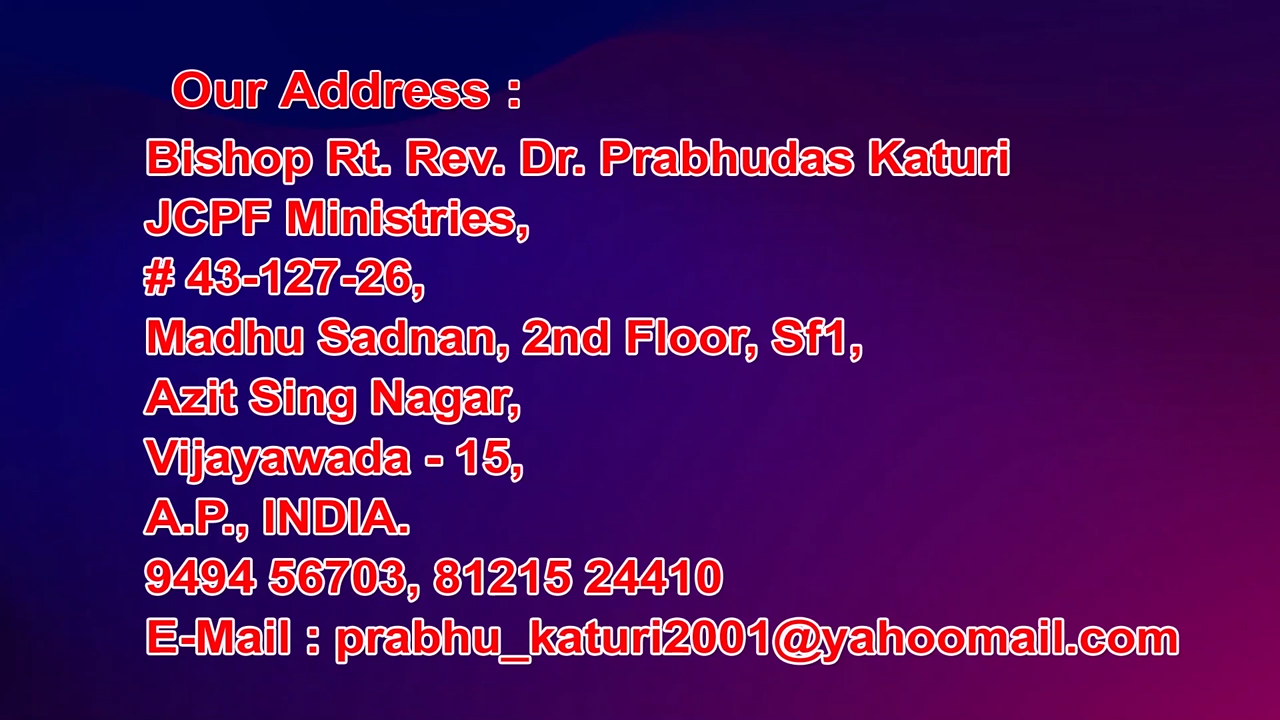 Our Address :
Bishop Rt. Rev. Dr. Prabhudas Katuri
JCPF Ministries,
# 43-127-26,
Madhu Sadnan, 2nd Floor, Sf1,
Azit Sing Nagar,
Vijayawada - 15,
A.P., INDIA.
9494 56703, 81215 24410
E-Mail : prabhu_katuri2001@yahoomail.com